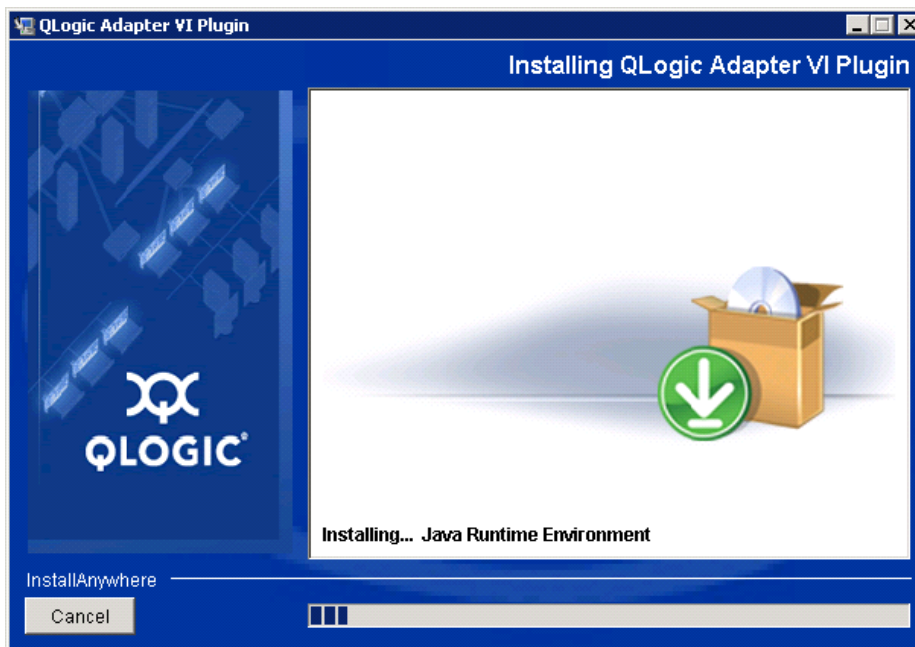 QLogic Adapter VI Plugin
Installing QLogic Adapter VI Plugin
QLOGIC®
Installing... Java Runtime Environment
InstallAnywhere
Cancel